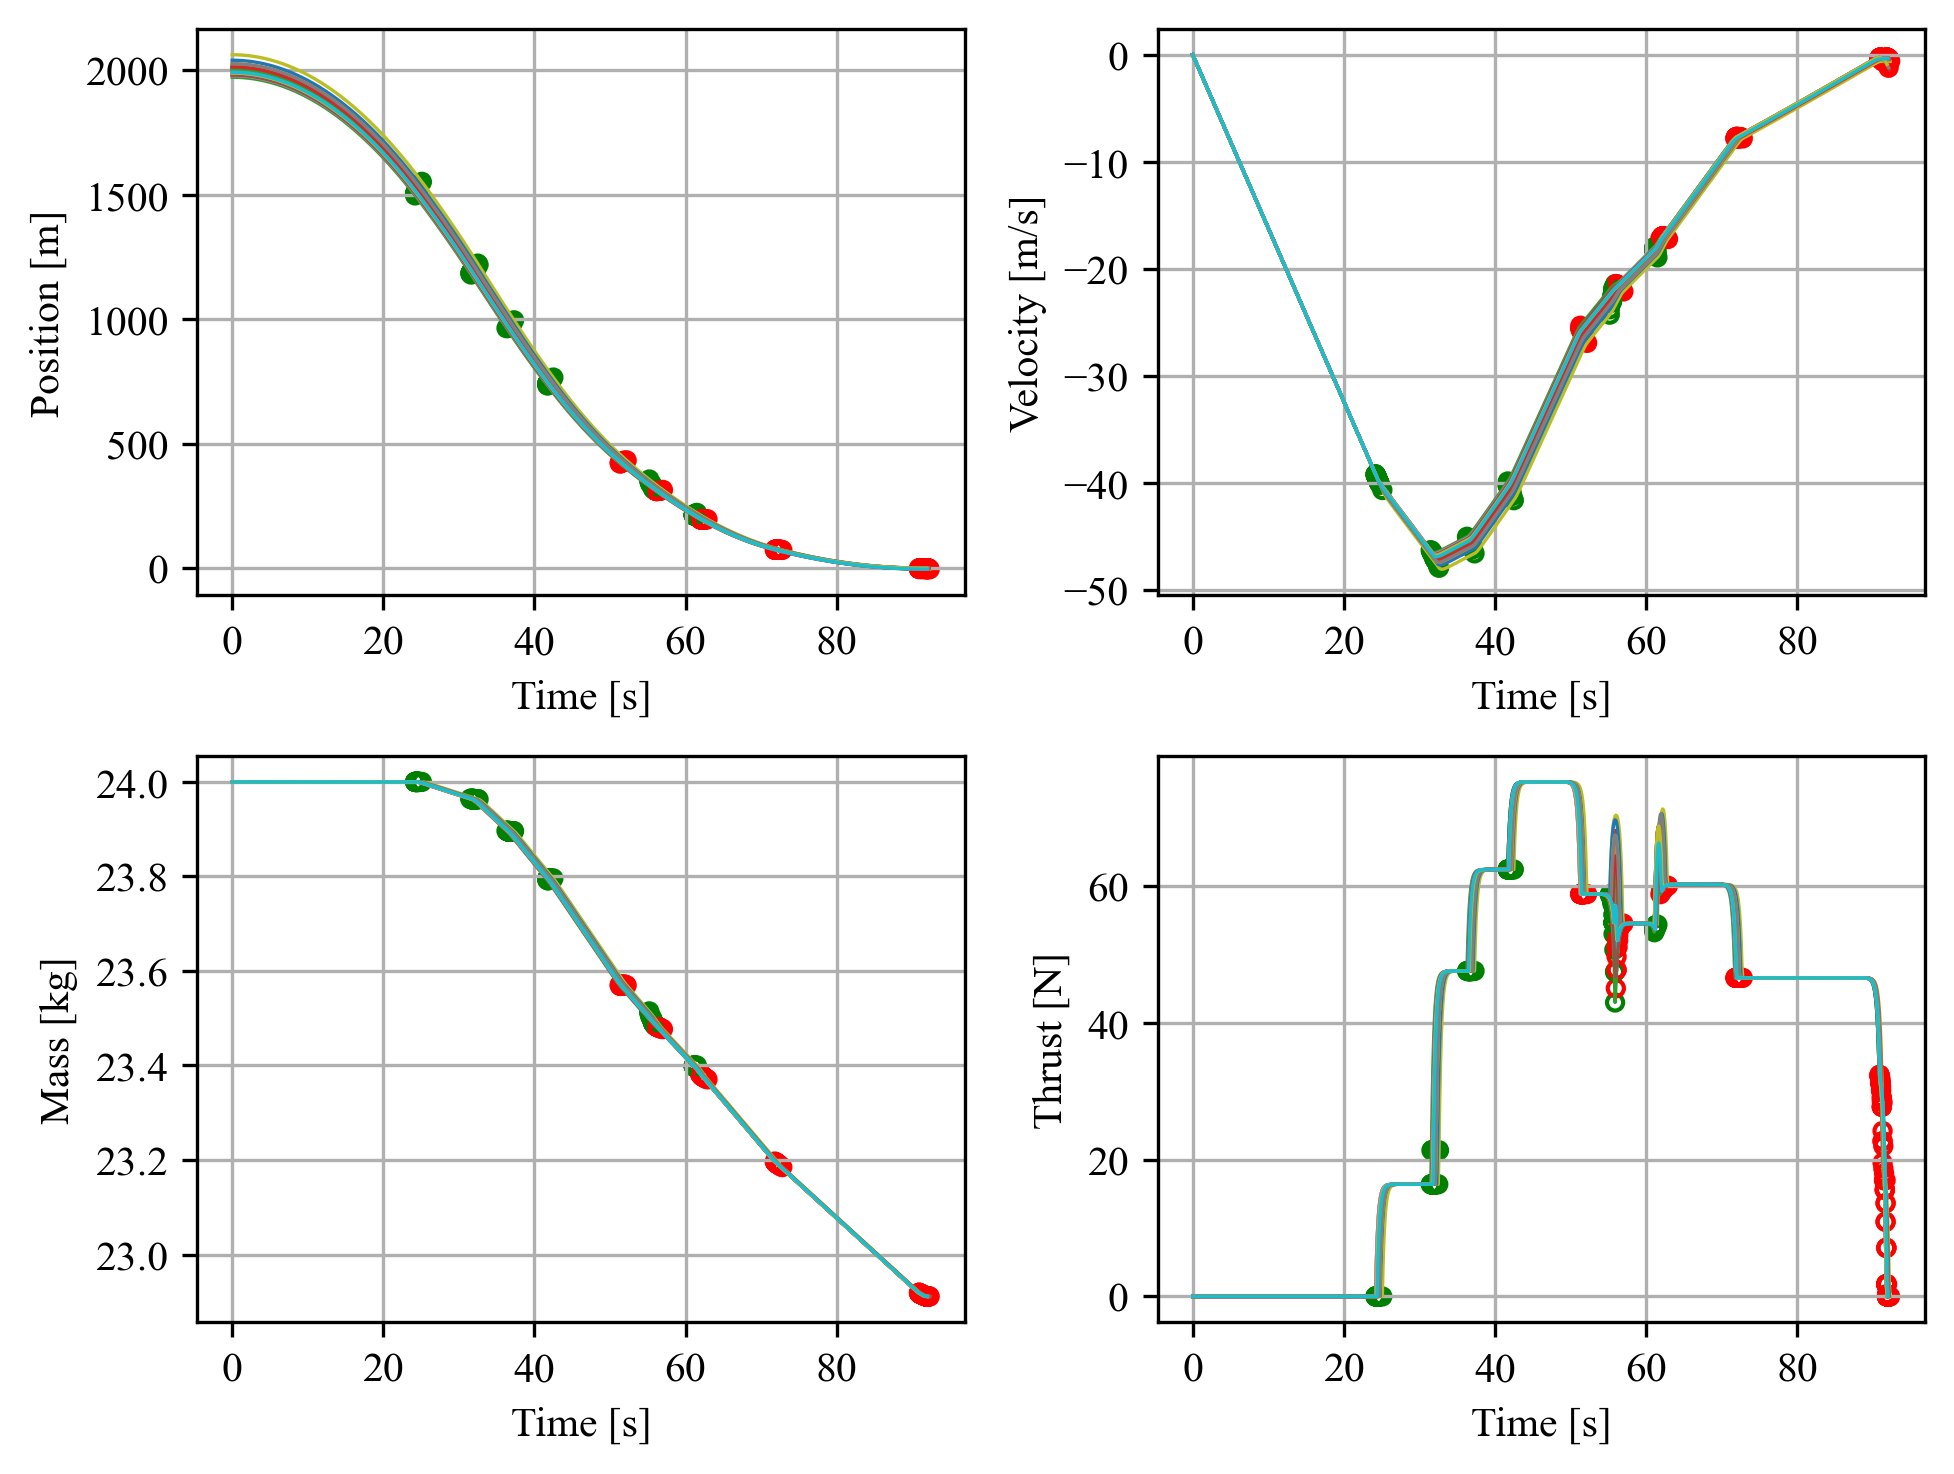 2000
1500
1000
500
0
Position [m]
0 20 40 60 80
Time [s]
0
−10
−20
−30
−40
−50
Velocity [m/s]
0 20 40 60 80
Time [s]
24.0
23.8
23.6
23.4
23.2
23.0
Mass [kg]
0 20 40 60 80
Time [s]
60
40
20
0
Thrust [N]
0 20 40 60 80
Time [s]